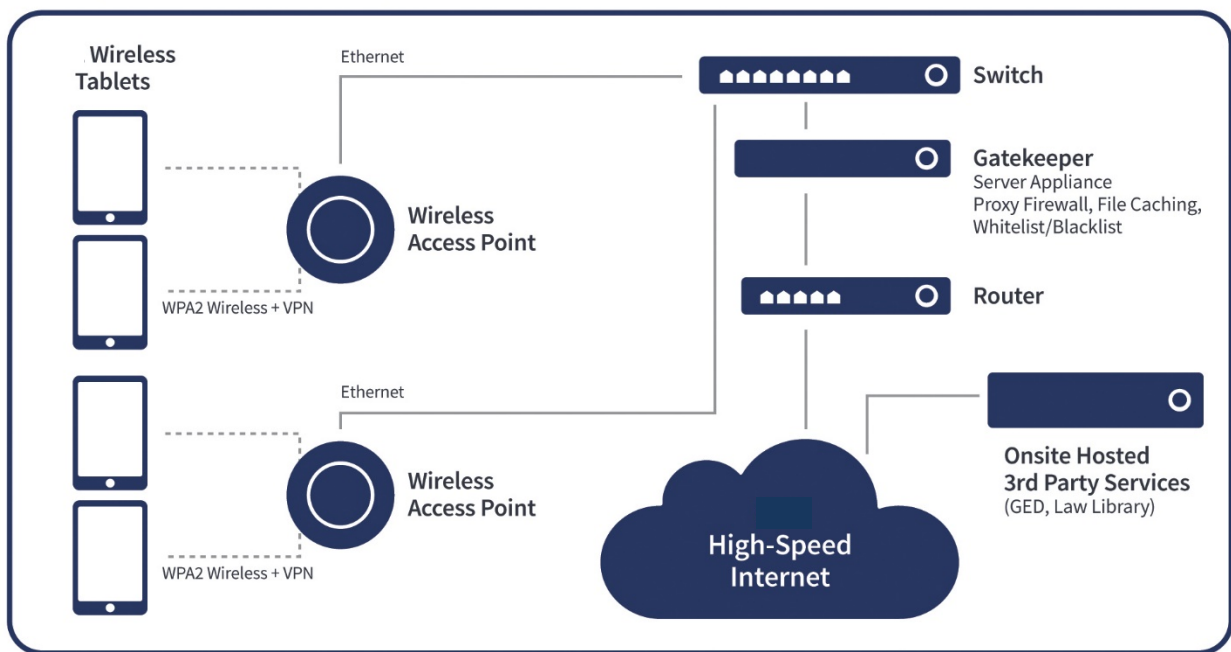 Wireless
Tablets
Ethernet
Switch
Gatekeeper
Server Appliance
Proxy Firewall, File Caching,
Whitelist/Blacklist
Wireless
Access Point
WPA2 Wireless + VPN
Router
Ethernet
Wireless
Access Point
WPA2 Wireless + VPN
High-Speed
Internet
Onsite Hosted
3rd Party Services
(GED, Law Library)